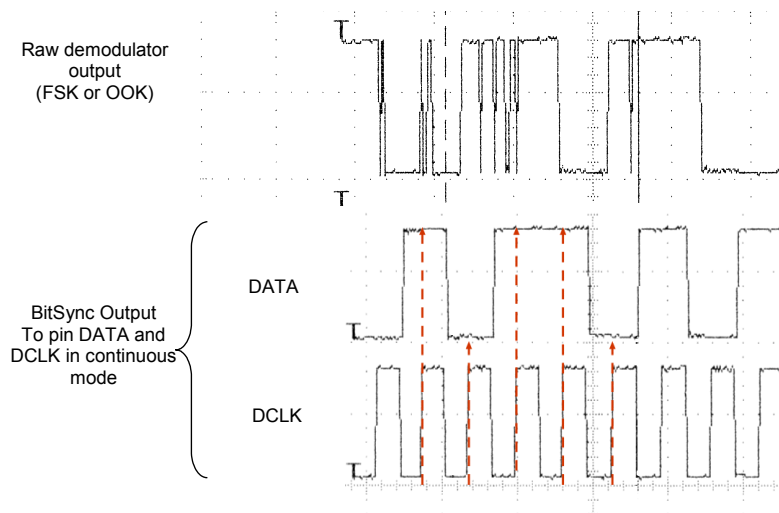 Raw demodulator
output
(FSK or OOK)
DATA
BitSync Output
To pin DATA and
DCLK in continuous
mode
DCLK